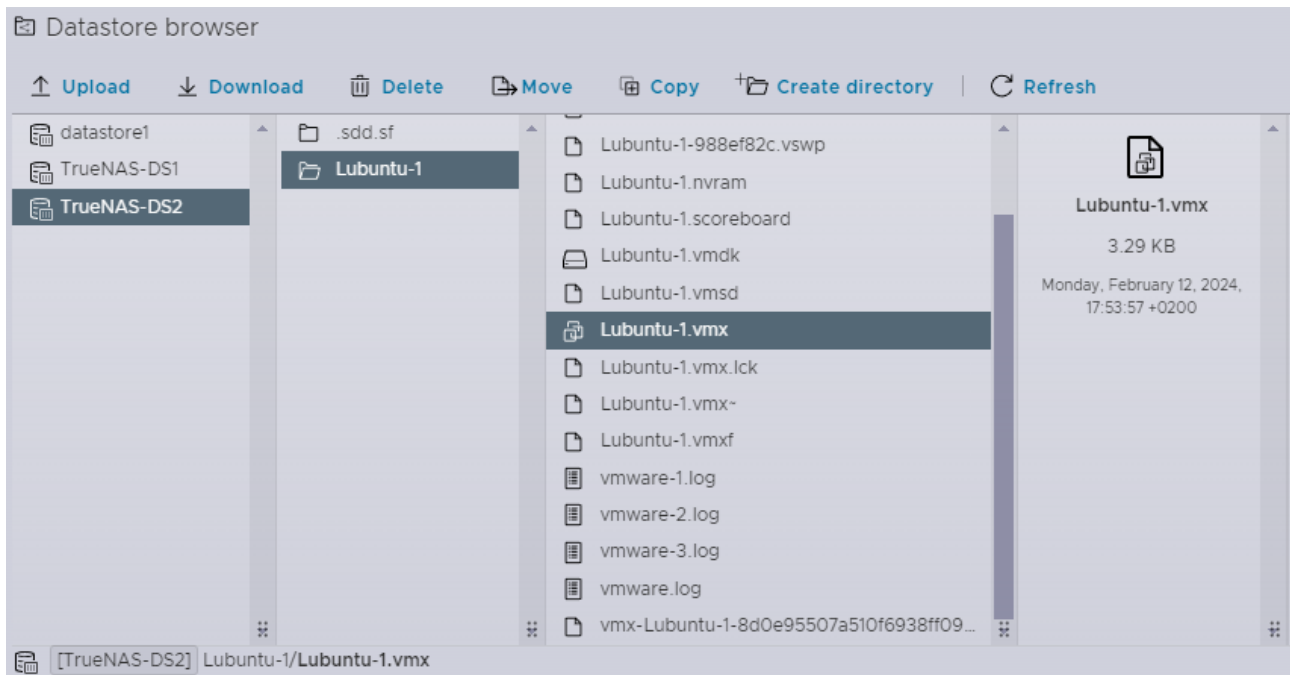 Datastore browser
Upload Download Delete Move Copy Create directory Refresh
datastore1
TrueNAS-DS1
TrueNAS-DS2
.sdd.sf
Lubuntu-1
Lubuntu-1-988ef82c.vswp
Lubuntu-1.nvram
Lubuntu-1.scoreboard
Lubuntu-1.vmdk
Lubuntu-1.vmsd
Lubuntu-1.vmx
Lubuntu-1.vmx.lck
Lubuntu-1.vmx~
Lubuntu-1.vmxf
vmware-1.log
vmware-2.log
vmware-3.log
vmware.log
vmx-Lubuntu-1-8d0e95507a510f6938ff09...
Lubuntu-1.vmx
3.29 KB
Monday, February 12, 2024,
17:53:57 +0200
[TrueNAS-DS2] Lubuntu-1/Lubuntu-1.vmx